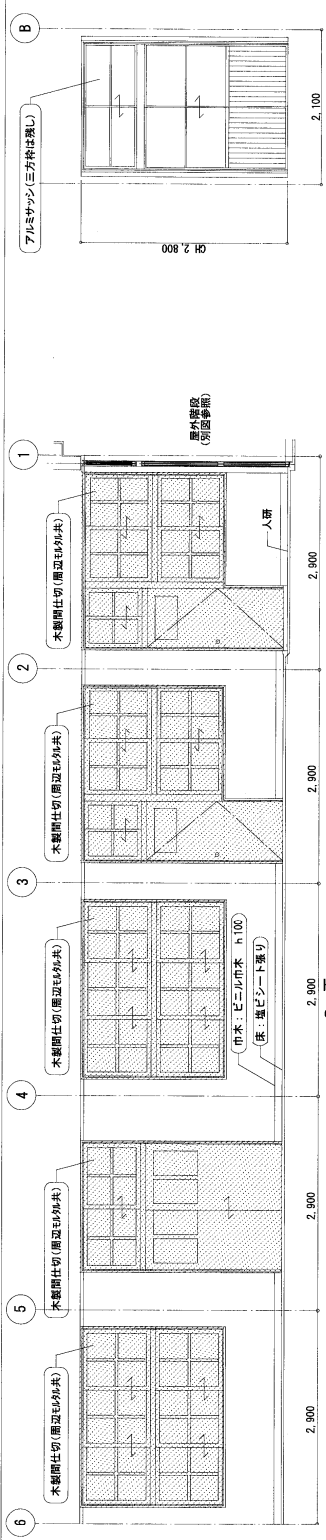 B
アルミサッシ(三方枠は残し)
CH 2,800
2,100
1
屋外階段
(別図参照)
木製間仕切(周辺モルタル共)
人研
2,900
2
木製間仕切(周辺モルタル共)
2,900
3
木製間仕切(周辺モルタル共)
巾木:ビニル巾木 h100
床:塩ビシート張り
2,900
4
木製間仕切(周辺モルタル共)
2,900
5
木製間仕切(周辺モルタル共)
2,900
6